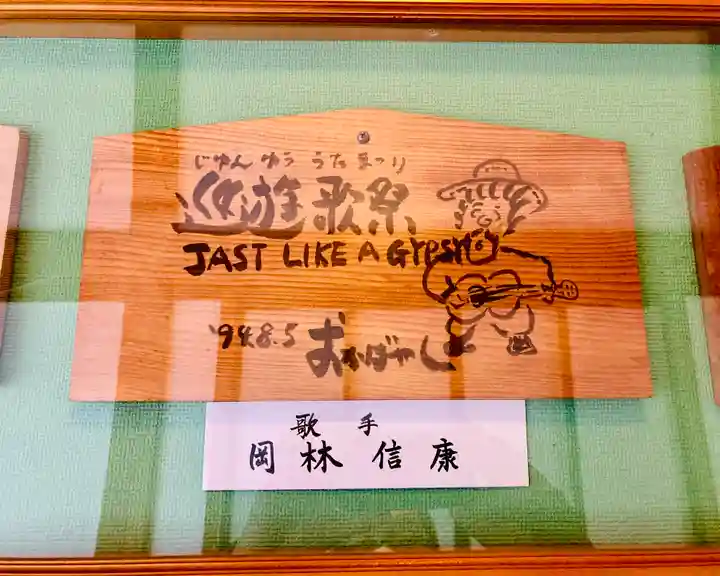 じゅんゆううたまつり
巡遊歌祭
JAST LIKE A GYPSY
'94.8.5 おかばやし
歌手
岡林信康